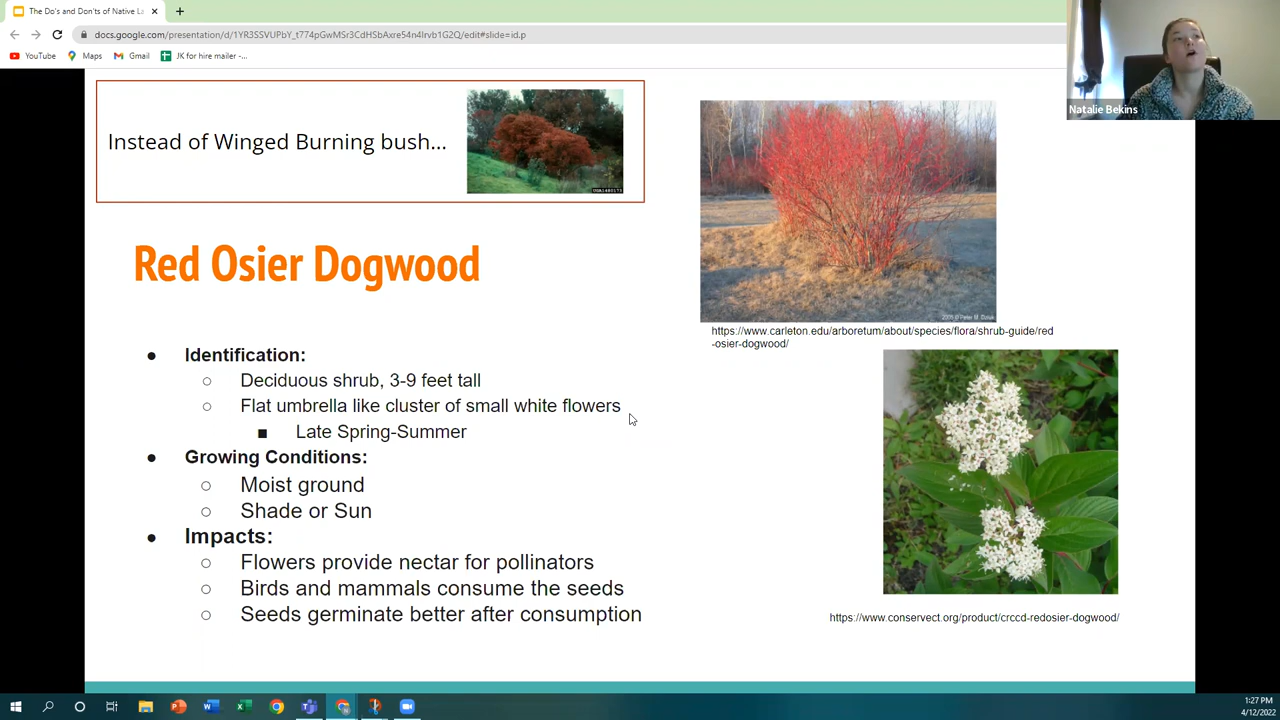 The Do's and Don'ts of Native La
docs.google.com/presentation/d/1YR3SSVUPbY_t774pGwMSr3CdHSbAxre54n4Irvb1G2Q/edit#slide=id.p
YouTube
Maps
Gmail
JK for hire mailer -...
Natalie Bekins
Instead of Winged Burning bush...
Red Osier Dogwood
https://www.carleton.edu/arboretum/about/species/flora/shrub-guide/red
-osier-dogwood/
● Identification:
○ Deciduous shrub, 3-9 feet tall
○ Flat umbrella like cluster of small white flowers
■ Late Spring-Summer
● Growing Conditions:
○ Moist ground
○ Shade or Sun
● Impacts:
○ Flowers provide nectar for pollinators
○ Birds and mammals consume the seeds
○ Seeds germinate better after consumption
https://www.conservect.org/product/crccd-redosier-dogwood/
1:27 PM
4/12/2022